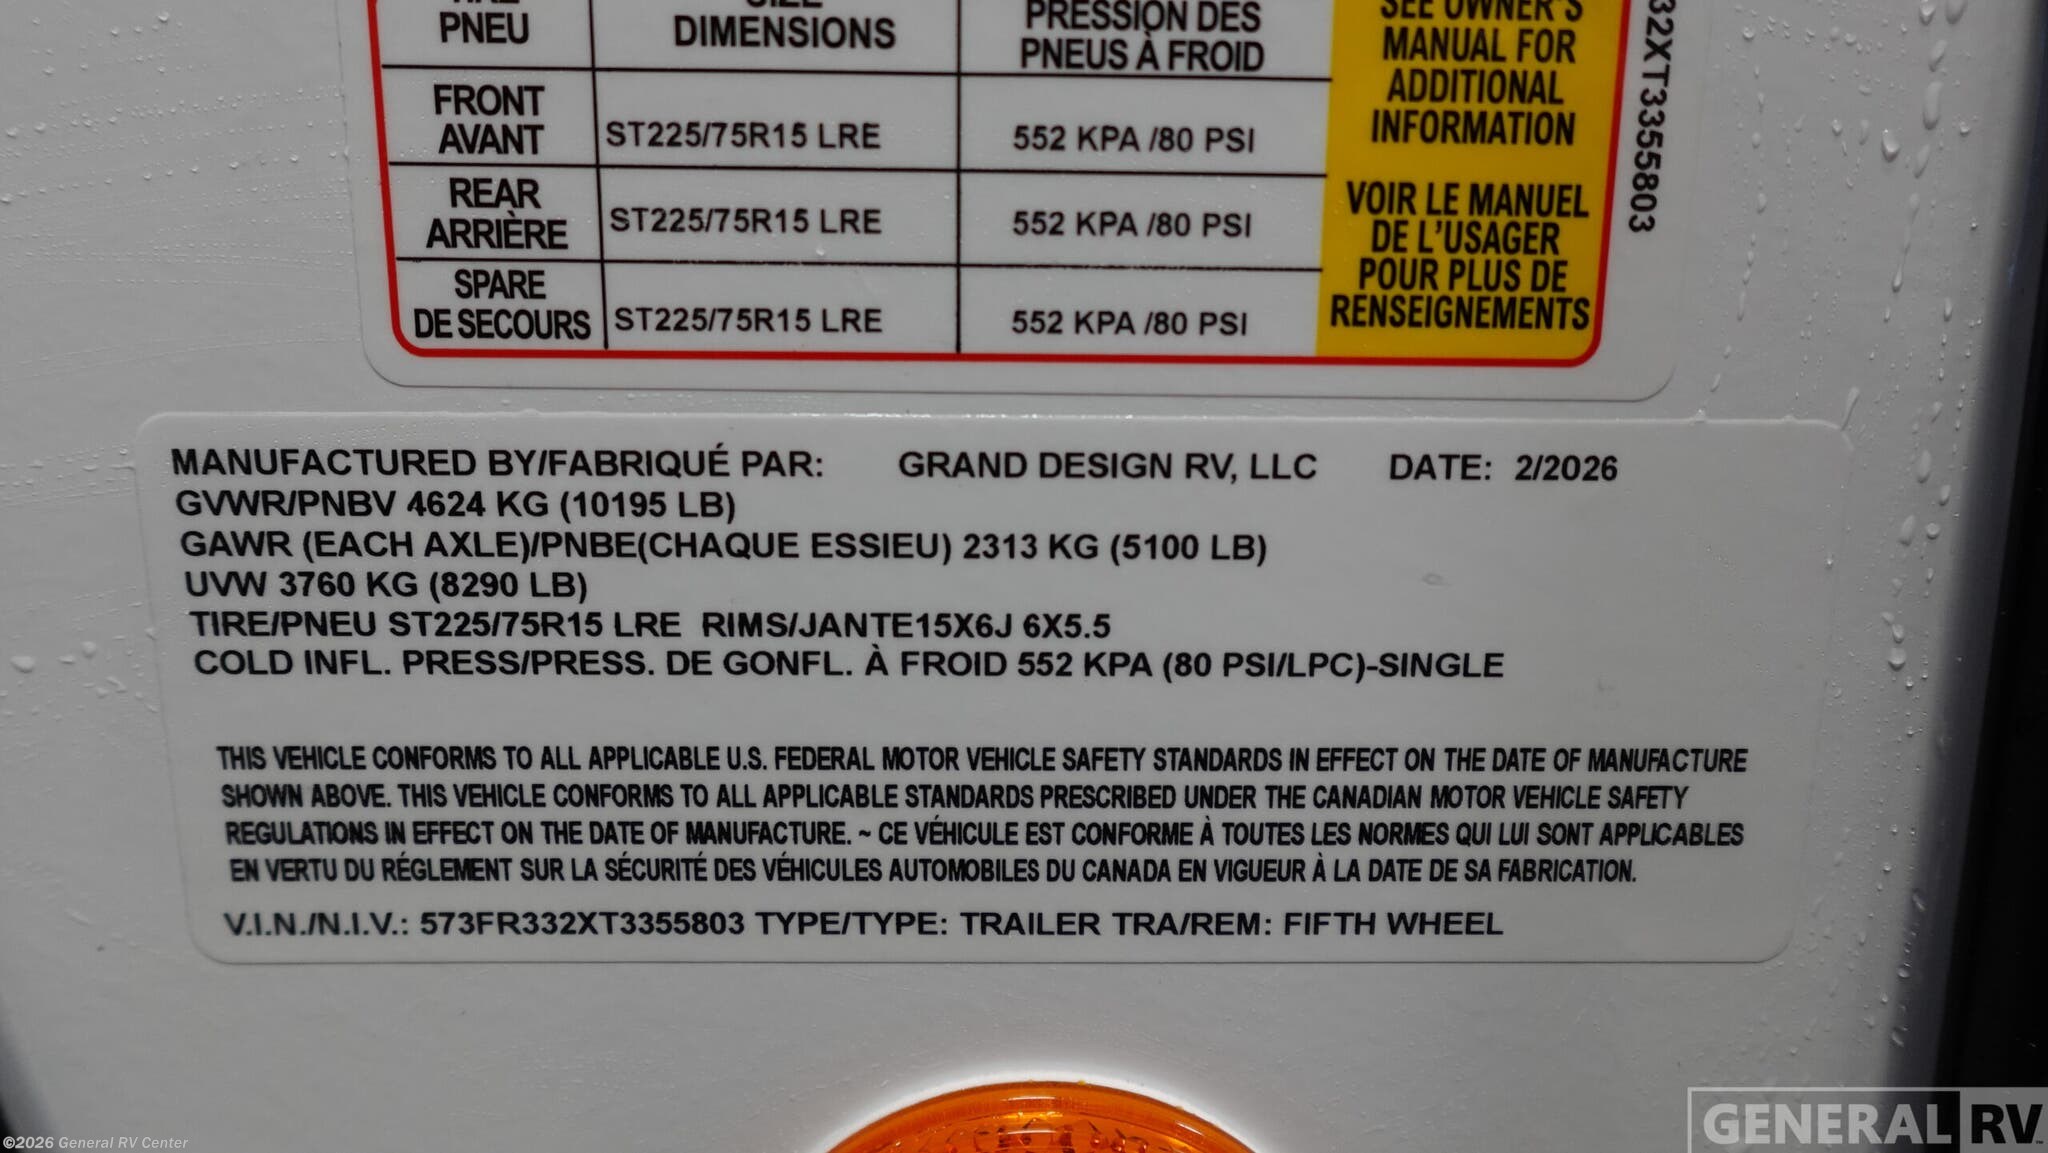 PNEU
DIMENSIONS
PRESSION DES
PNEUS À FROID
SEE OWNER'S
MANUAL FOR
ADDITIONAL
INFORMATION
VOIR LE MANUEL
DE L'USAGER
POUR PLUS DE
RENSEIGNEMENTS
FRONT
AVANT
ST225/75R15 LRE
552 KPA /80 PSI
REAR
ARRIÈRE
ST225/75R15 LRE
552 KPA /80 PSI
SPARE
DE SECOURS
ST225/75R15 LRE
552 KPA /80 PSI
32XT3355803
MANUFACTURED BY/FABRIQUÉ PAR: GRAND DESIGN RV, LLC DATE: 2/2026
GVWR/PNBV 4624 KG (10195 LB)
GAWR (EACH AXLE)/PNBE(CHAQUE ESSIEU) 2313 KG (5100 LB)
UVW 3760 KG (8290 LB)
TIRE/PNEU ST225/75R15 LRE RIMS/JANTE15X6J 6X5.5
COLD INFL. PRESS/PRESS. DE GONFL. À FROID 552 KPA (80 PSI/LPC)-SINGLE
THIS VEHICLE CONFORMS TO ALL APPLICABLE U.S. FEDERAL MOTOR VEHICLE SAFETY STANDARDS IN EFFECT ON THE DATE OF MANUFACTURE
SHOWN ABOVE. THIS VEHICLE CONFORMS TO ALL APPLICABLE STANDARDS PRESCRIBED UNDER THE CANADIAN MOTOR VEHICLE SAFETY
REGULATIONS IN EFFECT ON THE DATE OF MANUFACTURE. ~ CE VÉHICULE EST CONFORME À TOUTES LES NORMES QUI LUI SONT APPLICABLES
EN VERTU DU RÉGLEMENT SUR LA SÉCURITÉ DES VÉHICULES AUTOMOBILES DU CANADA EN VIGUEUR À LA DATE DE SA FABRICATION.
V.I.N./N.I.V.: 573FR332XT3355803 TYPE/TYPE: TRAILER TRA/REM: FIFTH WHEEL
©2026 General RV Center
GENERAL RV